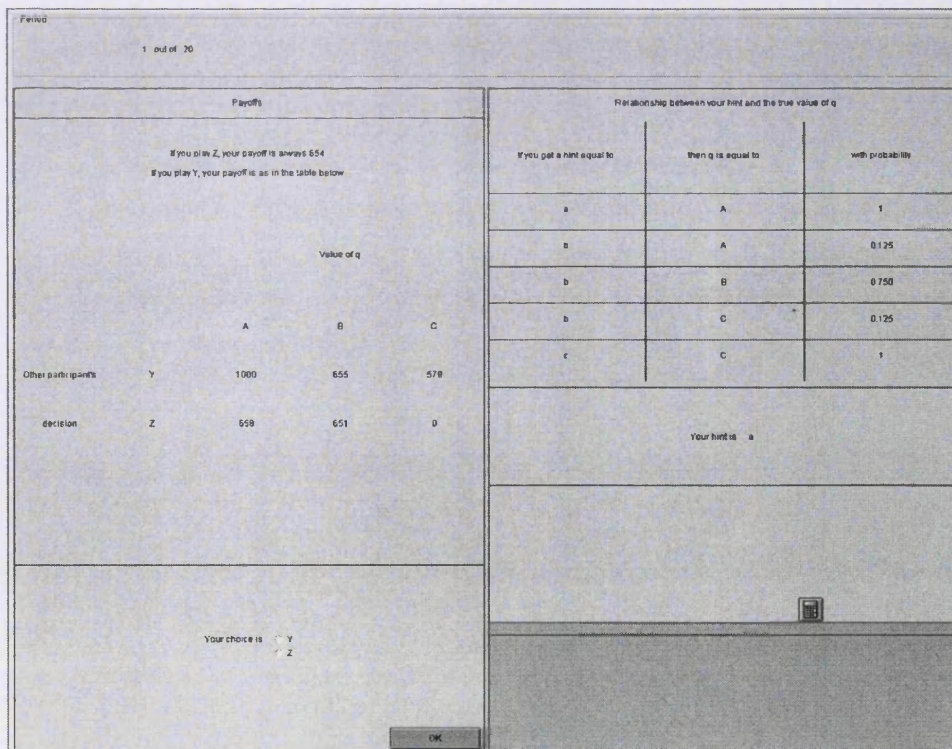 Period
1 out of 20
Payoffs
If you play Z, your payoff is always 654
If you play Y, your payoff is as in the table below
Value of q
A B C
Other participant's Y 1000 655
decision Z 651 0
Your choice is Y
Z
OK
Relationship between your hint and the true value of q
If you get a hint equal to then q is equal to with probability
a A 1
A 0.125
b B 0.750
b C 0.125
c C 1
Your hint is a